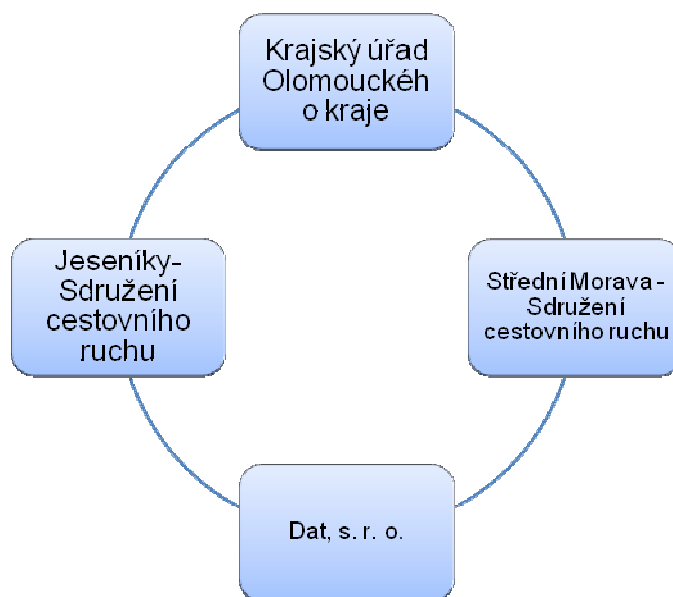 Krajský úřad
Olomouckéh
o kraje
Jeseníky-
Sdružení
cestovního
ruchu
Střední Morava -
Sdružení
cestovního ruchu
Dat, s. r. o.